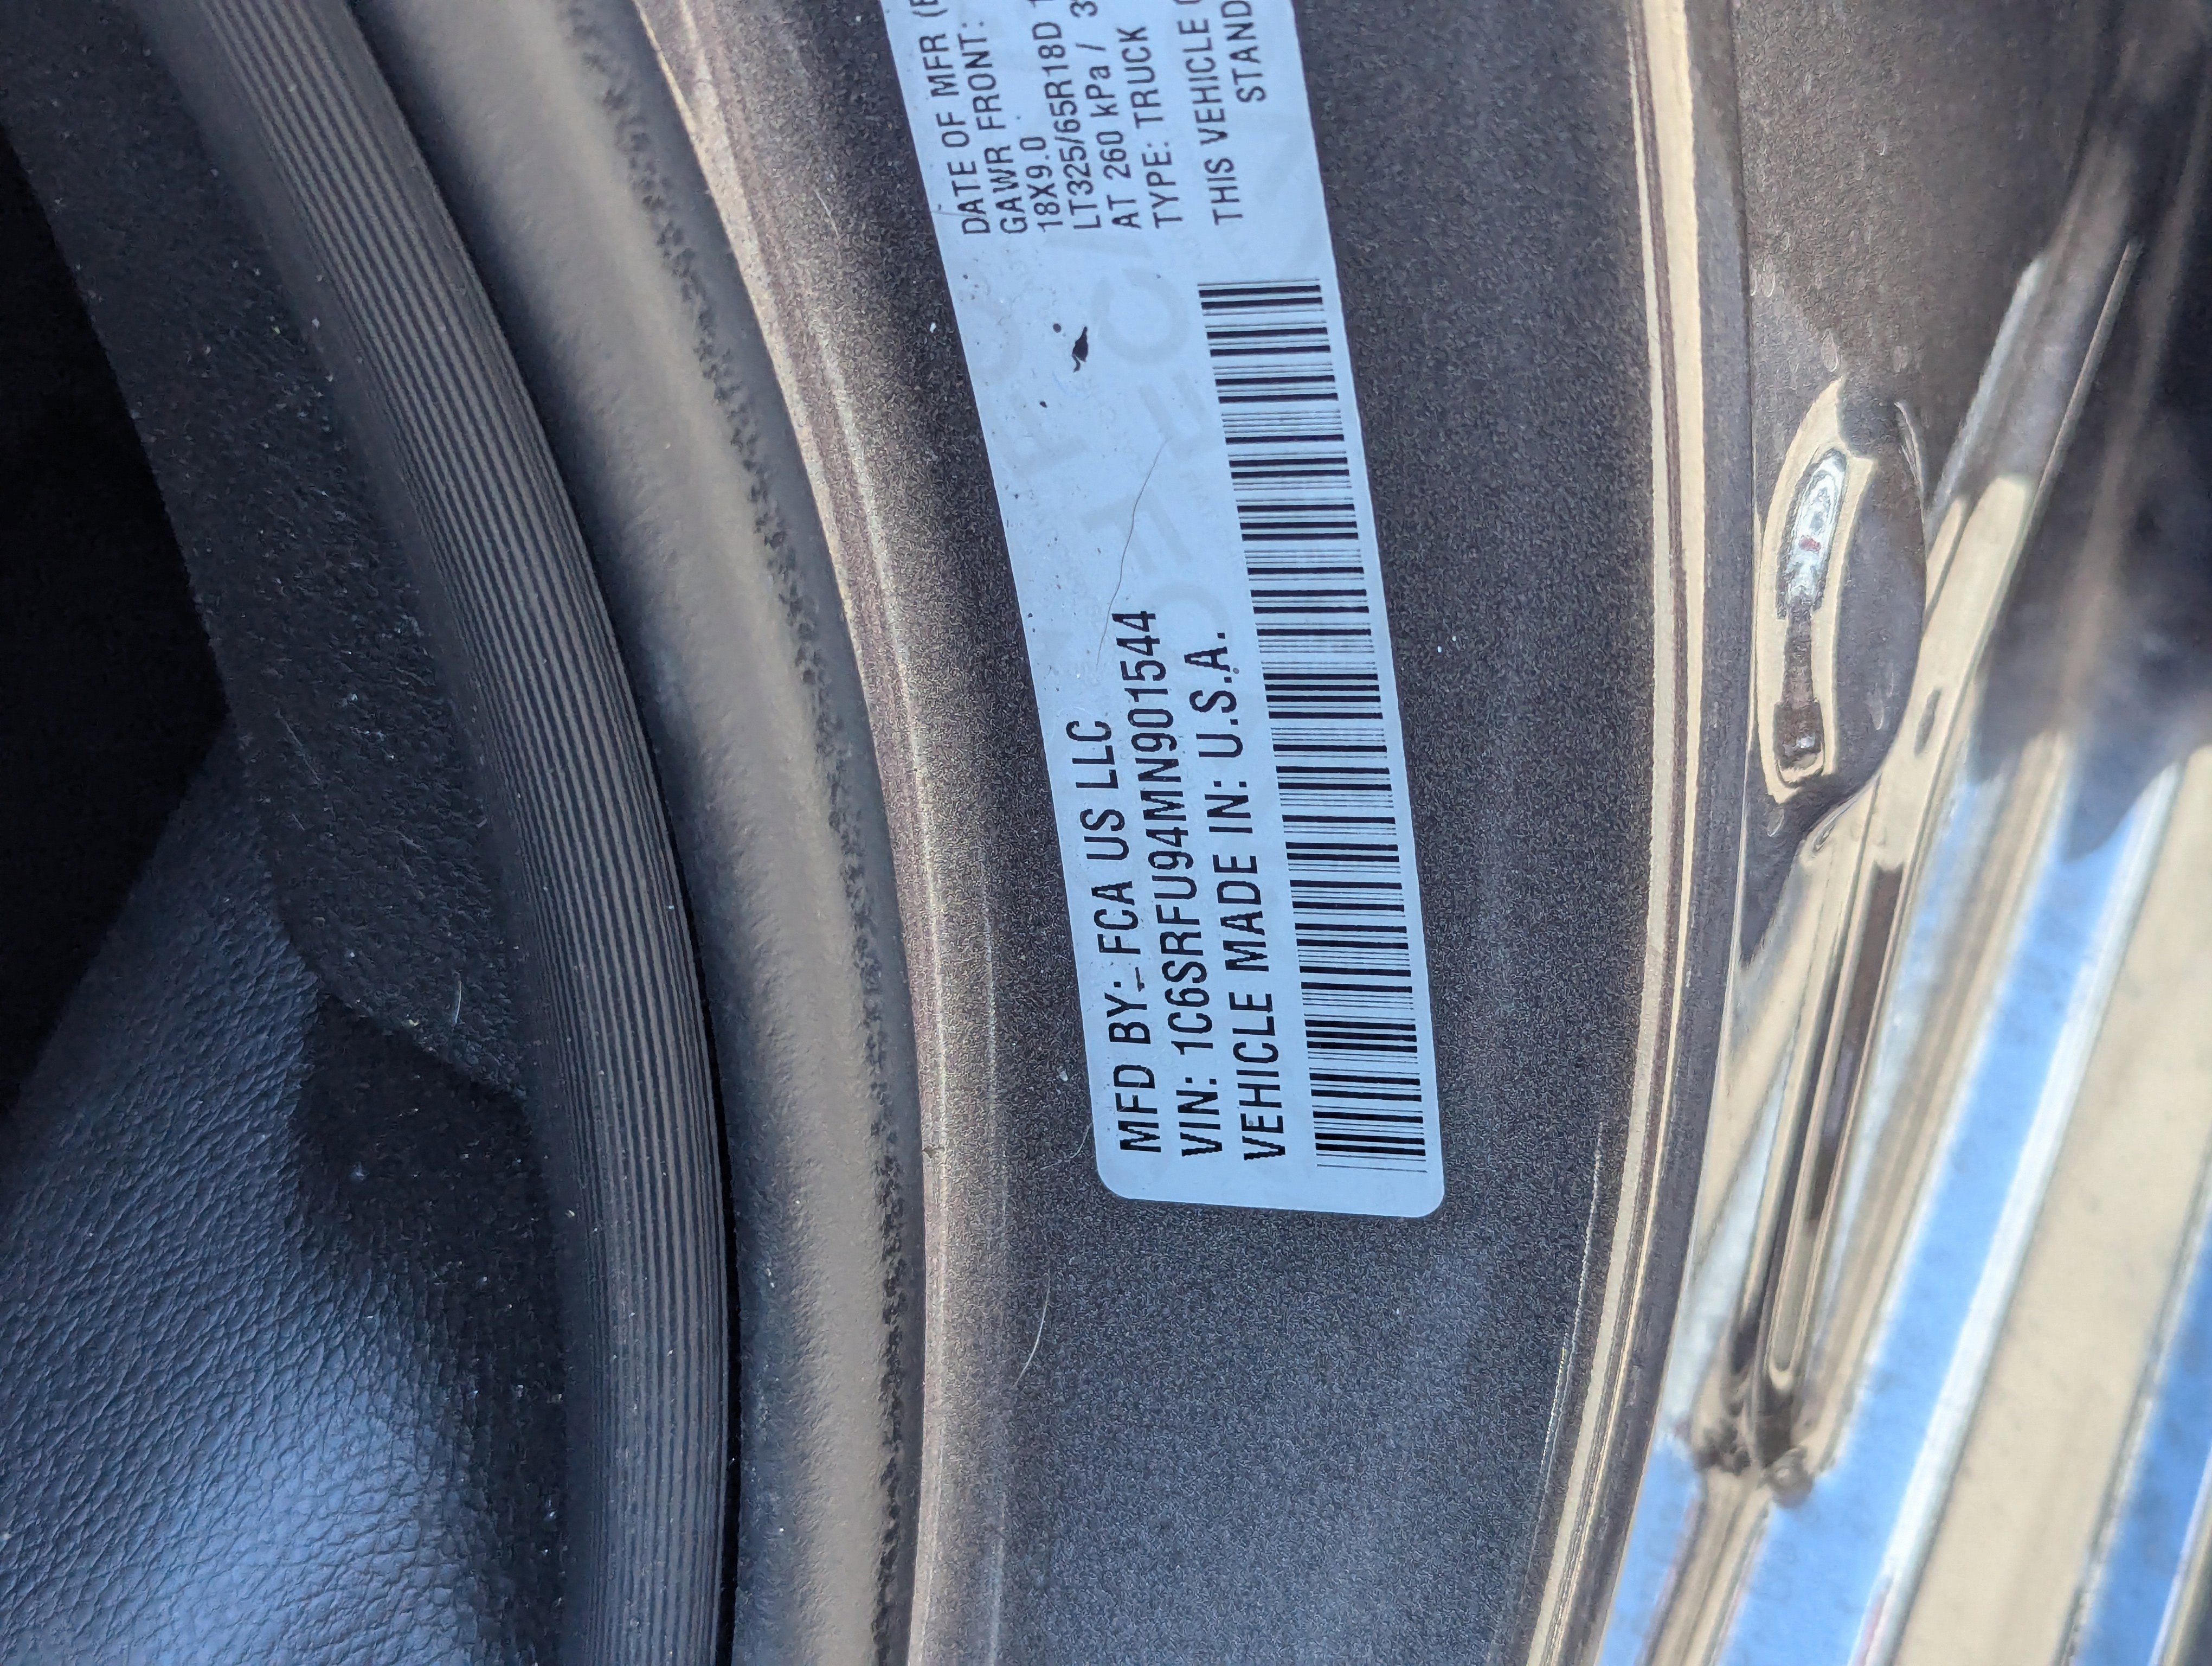 MFD BY: FCA US LLC
VIN: 1C6SRFU94MN901544
VEHICLE MADE IN: U.S.A.
DATE OF MFR
GAWR FRONT:
18X9.0
LT325/65R18D
AT 260 kPa /
TYPE: TRUCK
THIS VEHICLE